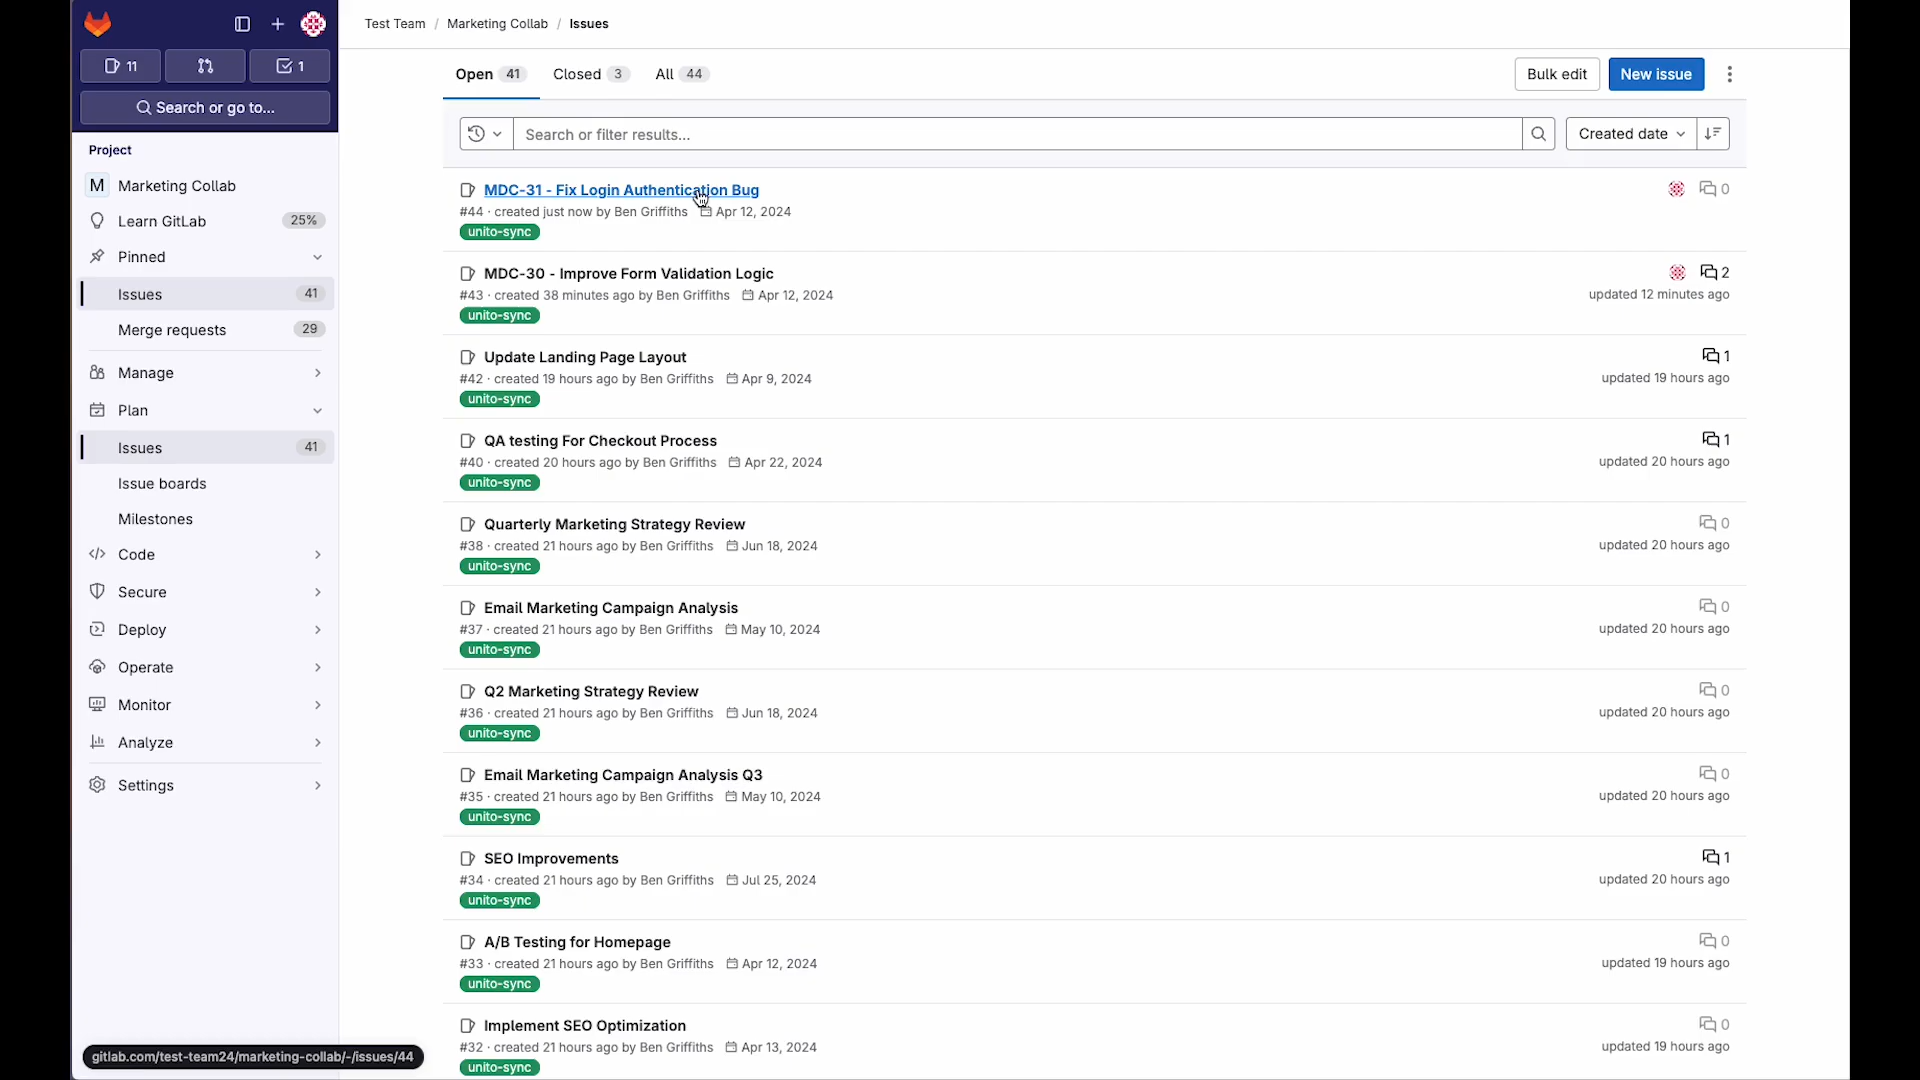 Test Team / Marketing Collab / Issues
11
1
Search or go to...
Project
M Marketing Collab
Learn GitLab 25%
Pinned
Issues 41
Merge requests 29
Manage
Plan
Issues 41
Issue boards
Milestones
Code
Secure
Deploy
Operate
Monitor
Analyze
Settings
gitlab.com/test-team24/marketing-collab/-/issues/44
Open 41 Closed 3 All 44
Bulk edit New issue
Search or filter results...
Created date
MDC-31 - Fix Login Authentication Bug 0
#44 · created just now by Ben Griffiths Apr 12, 2024
unito-sync
MDC-30 - Improve Form Validation Logic 2
#43 · created 38 minutes ago by Ben Griffiths Apr 12, 2024 updated 12 minutes ago
unito-sync
Update Landing Page Layout 1
#42 · created 19 hours ago by Ben Griffiths Apr 9, 2024 updated 19 hours ago
unito-sync
QA testing For Checkout Process 1
#40 · created 20 hours ago by Ben Griffiths Apr 22, 2024 updated 20 hours ago
unito-sync
Quarterly Marketing Strategy Review 0
#38 · created 21 hours ago by Ben Griffiths Jun 18, 2024 updated 20 hours ago
unito-sync
Email Marketing Campaign Analysis 0
#37 · created 21 hours ago by Ben Griffiths May 10, 2024 updated 20 hours ago
unito-sync
Q2 Marketing Strategy Review 0
#36 · created 21 hours ago by Ben Griffiths Jun 18, 2024 updated 20 hours ago
unito-sync
Email Marketing Campaign Analysis Q3 0
#35 · created 21 hours ago by Ben Griffiths May 10, 2024 updated 20 hours ago
unito-sync
SEO Improvements 1
#34 · created 21 hours ago by Ben Griffiths Jul 25, 2024 updated 20 hours ago
unito-sync
A/B Testing for Homepage 0
#33 · created 21 hours ago by Ben Griffiths Apr 12, 2024 updated 19 hours ago
unito-sync
Implement SEO Optimization 0
#32 · created 21 hours ago by Ben Griffiths Apr 13, 2024 updated 19 hours ago
unito-sync